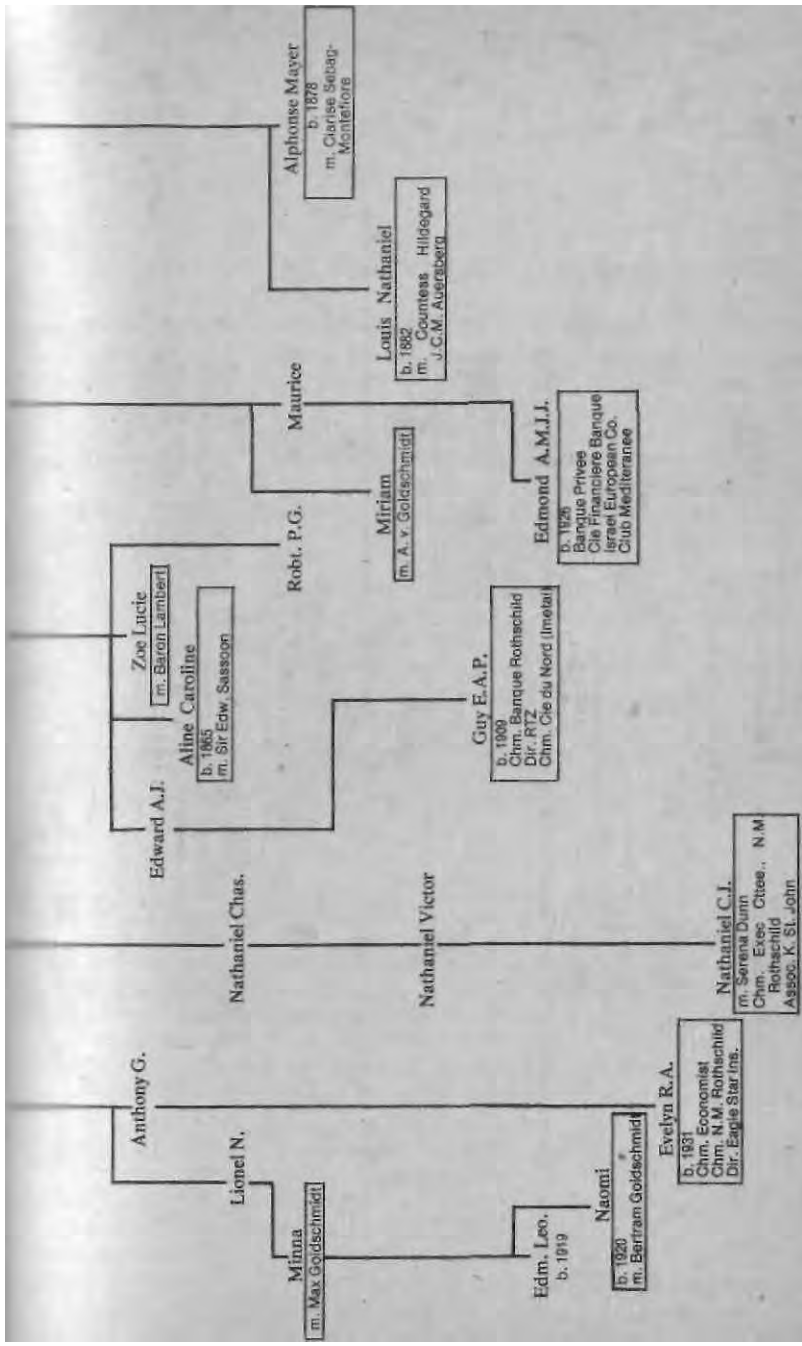 Alphonse Mayer
b. 1878
m. Clarise Sebag-
Montefiore
Louis Nathaniel
b. 1882
m. Countess Hildegard
J.C.M. Auersberg
Maurice
Miriam
m. A. v. Goldschmidt
Edmond A.M.J.J.
b. 1926
Banque Privee
Cie Financiere Banque
Israel European Co.
Club Mediteranee
Zoe Lucie
m. Baron Lambert
Robt. P.G.
Aline Caroline
b. 1865
m. Sir Edw. Sassoon
Edward A.J.
Guy E.A.P.
b. 1909
Chm. Banque Rothschild
Dir. RTZ
Chm. Cie du Nord (Imetal)
Nathaniel Chas.
Nathaniel Victor
Nathaniel C.J.
m. Serena Dunn
Chm. Exec Cttee., N.M.
Rothschild
Assoc. K. St. John
Anthony G.
Lionel N.
Minna
m. Max Goldschmidt
Edm. Leo.
b. 1919
Naomi
b. 1920
m. Bertram Goldschmidt
Evelyn R.A.
b. 1931
Chm. Economist
Chm. N.M. Rothschild
Dir. Eagle Star Ins.